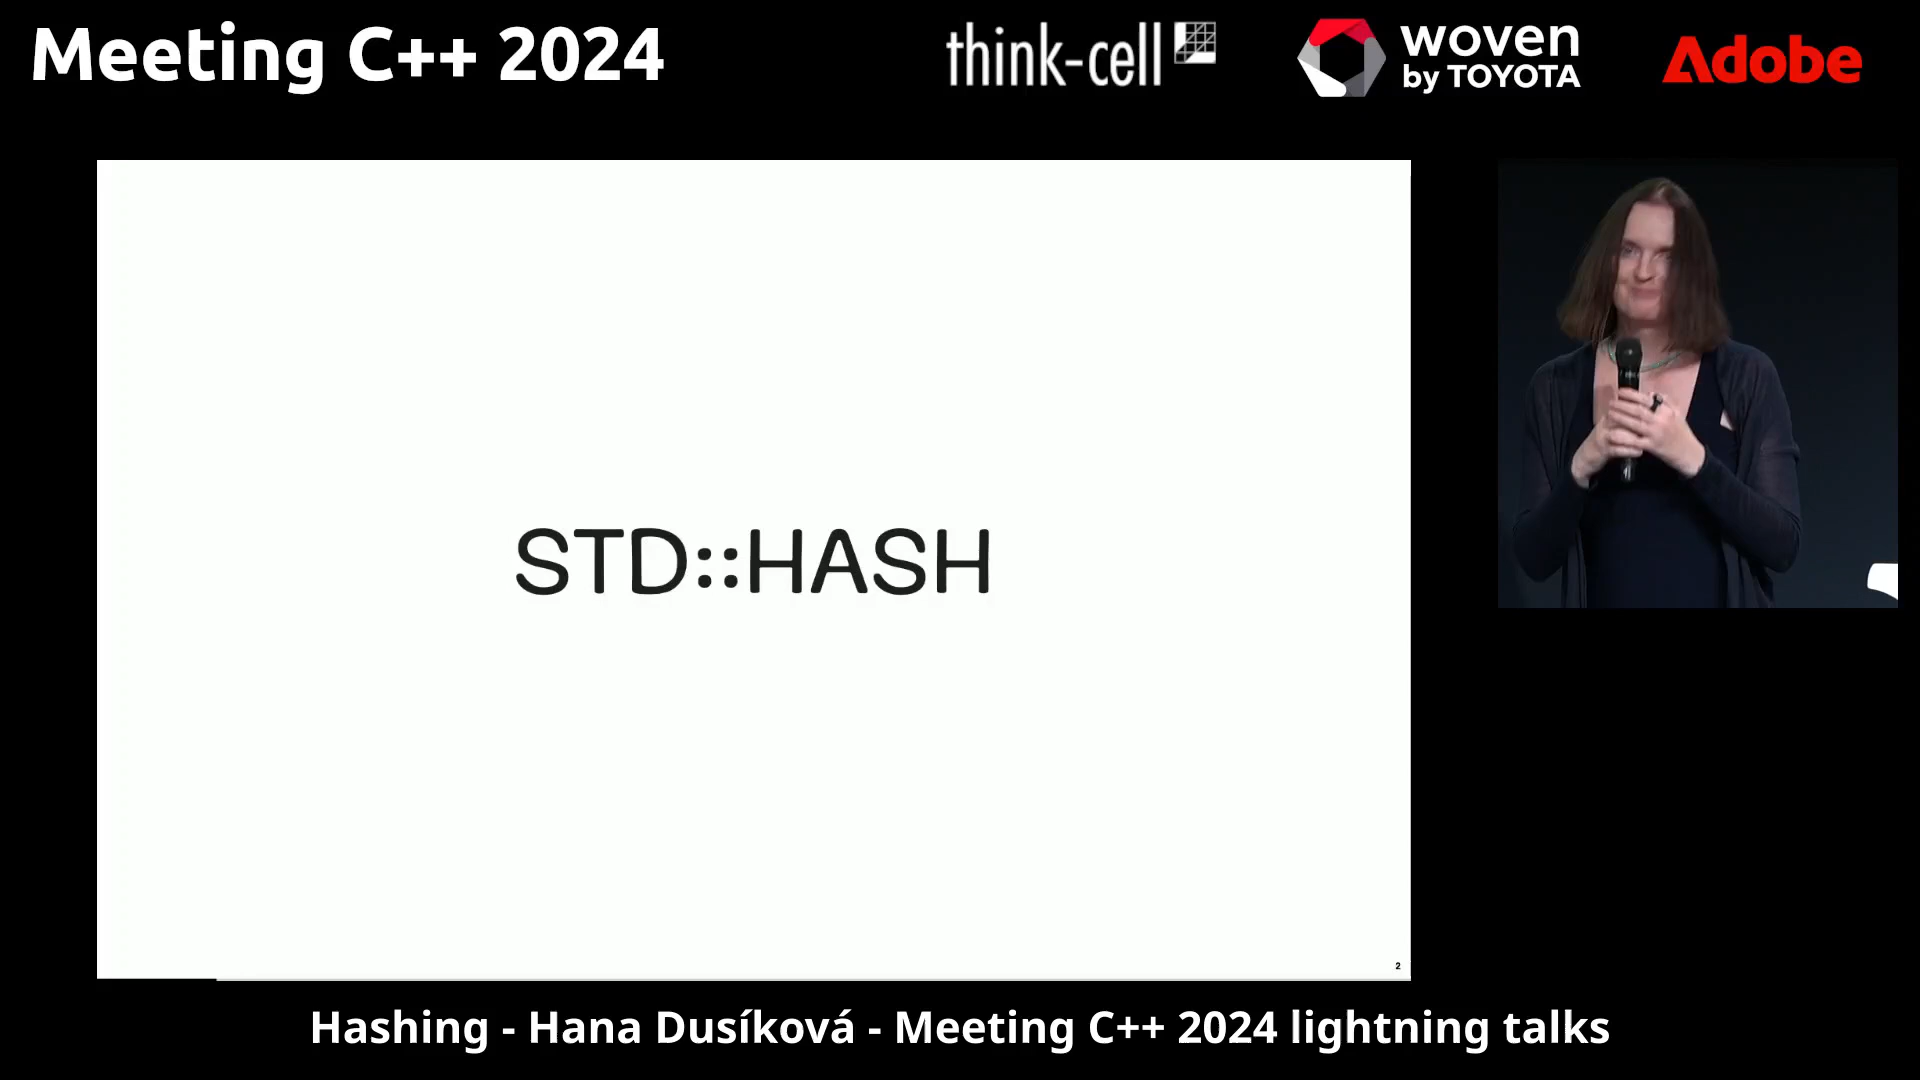 Meeting C++ 2024
think-cell
woven
by TOYOTA
Adobe
STD::HASH
2
Hashing - Hana Dusíková - Meeting C++ 2024 lightning talks